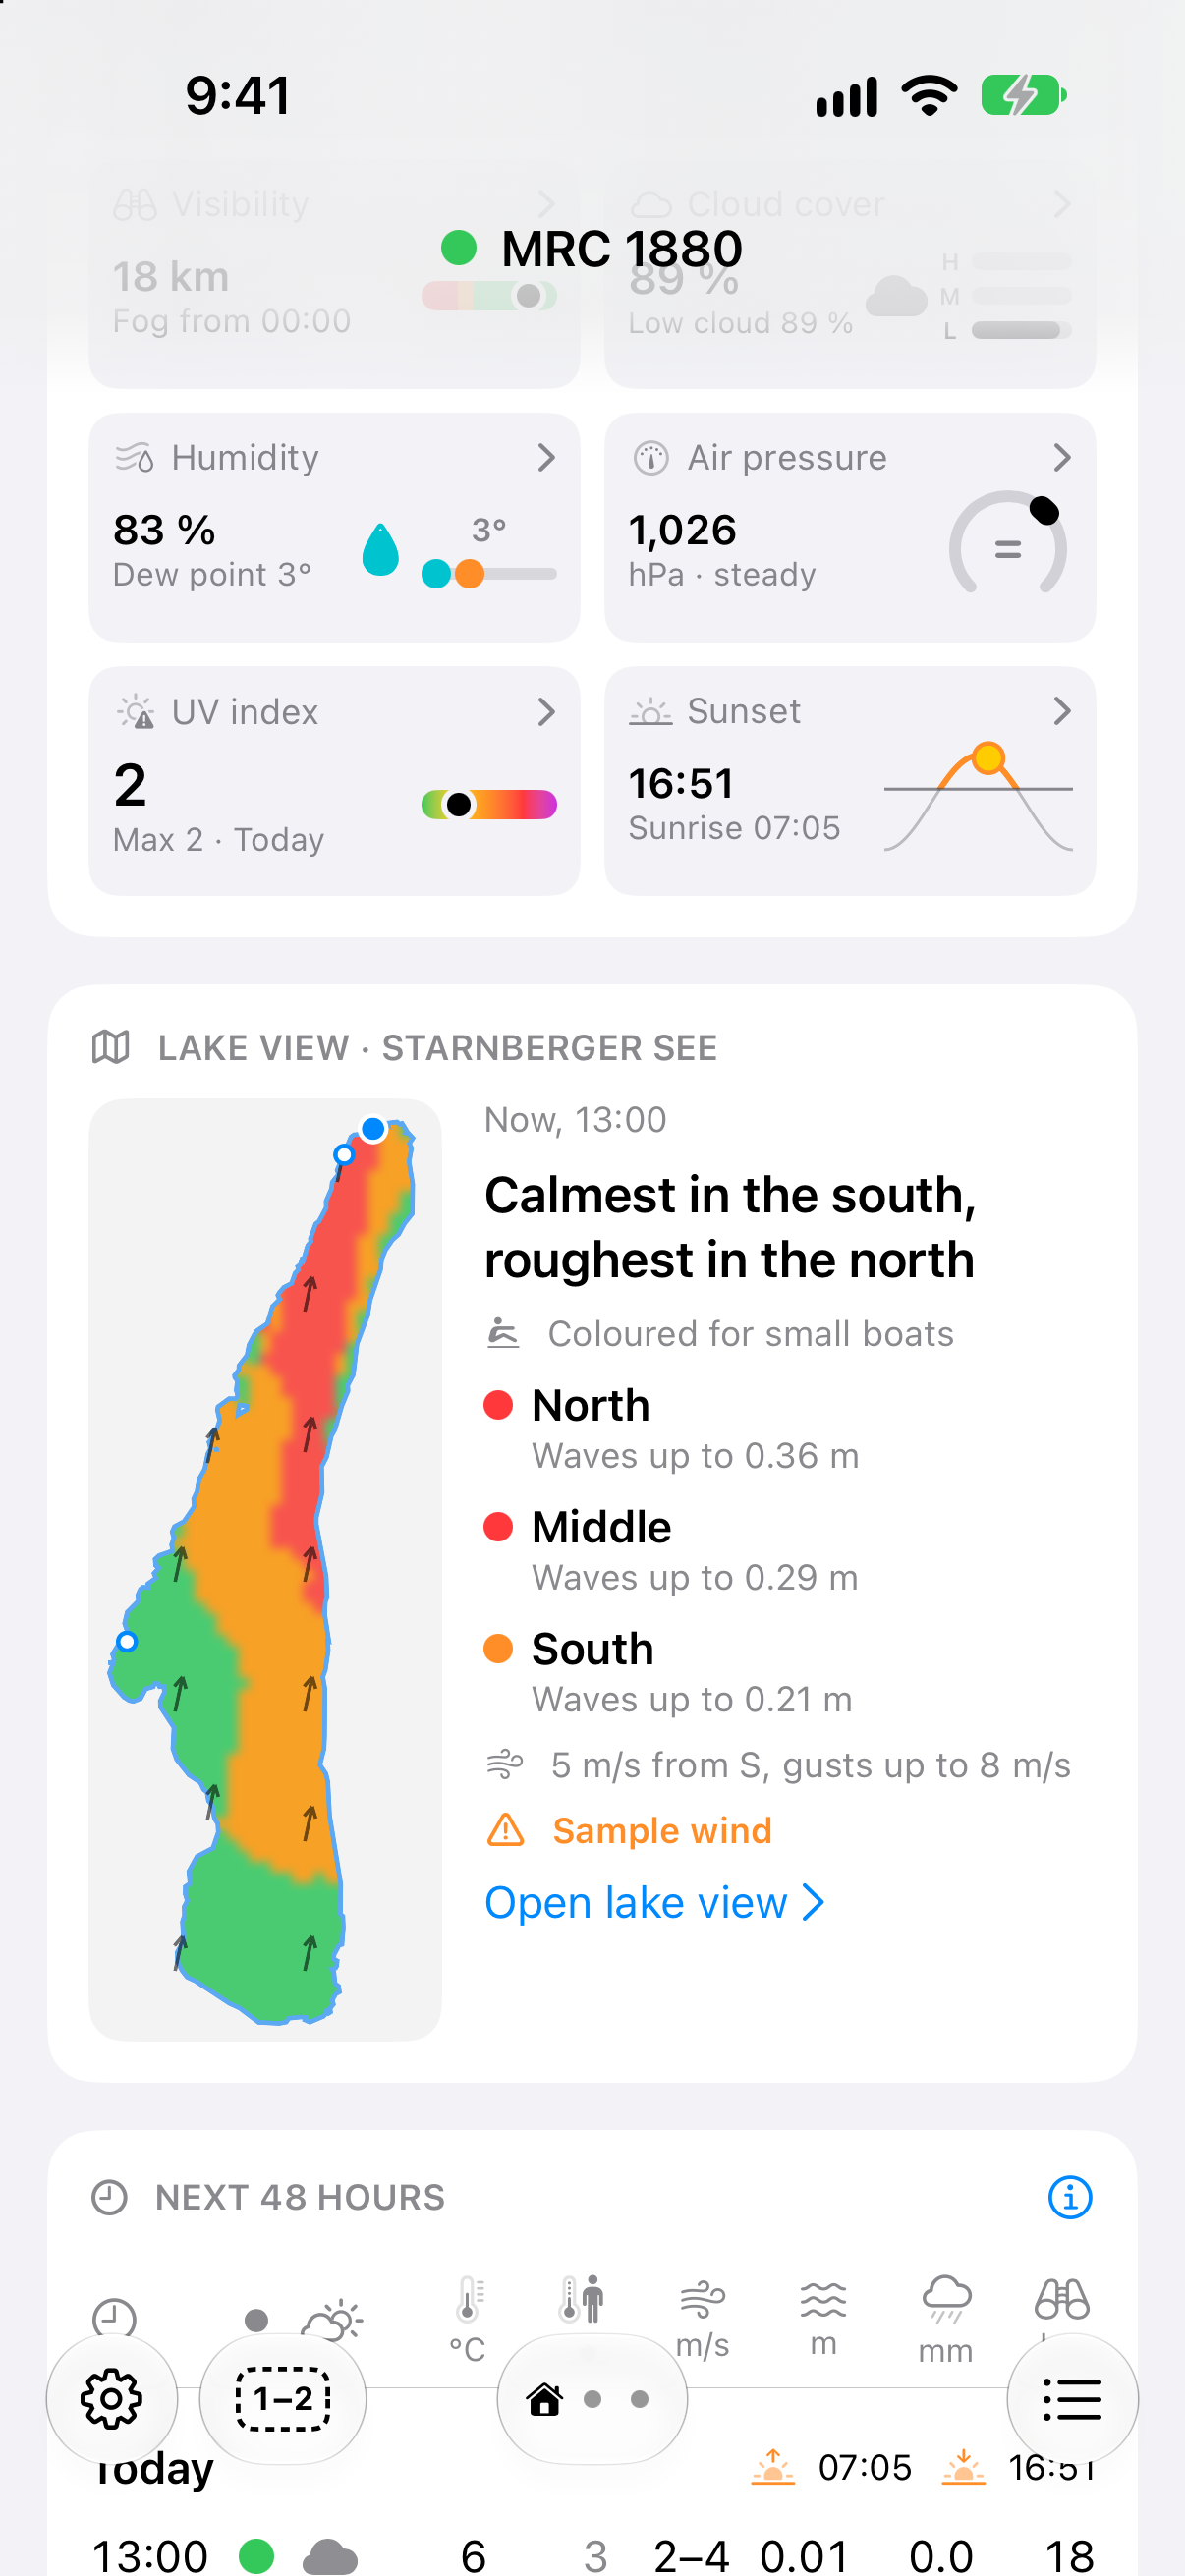 9:41
MRC 1880
Visibility
18 km
Fog from 00:00
Cloud cover
89 %
Low cloud 89 %
H
M
L
Humidity
83 %
Dew point 3°
3°
Air pressure
1,026
hPa · steady
=
UV index
2
Max 2 · Today
Sunset
16:51
Sunrise 07:05
LAKE VIEW · STARNBERGER SEE
Now, 13:00
Calmest in the south,
roughest in the north
Coloured for small boats
North
Waves up to 0.36 m
Middle
Waves up to 0.29 m
South
Waves up to 0.21 m
5 m/s from S, gusts up to 8 m/s
Sample wind
Open lake view
NEXT 48 HOURS
°C m/s m mm
1–2
Today 07:05 16:51
13:00 6 3 2–4 0.01 0.0 18